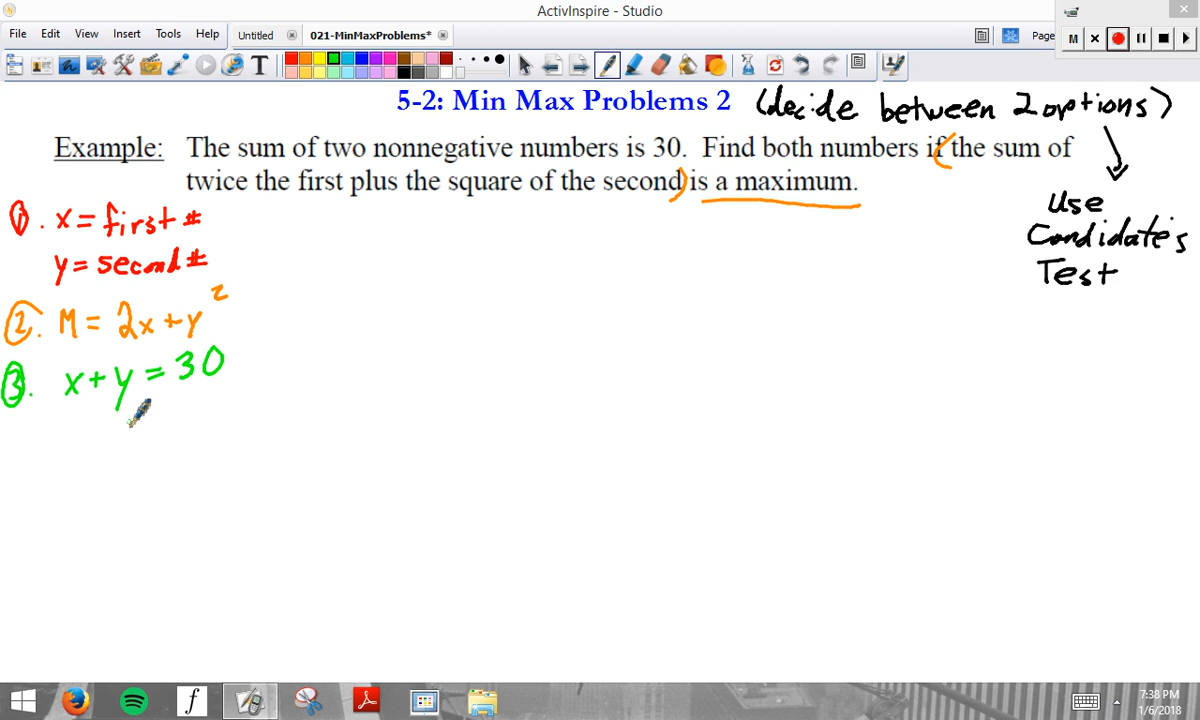 ActivInspire - Studio
File Edit View Insert Tools Help Untitled 021-MinMaxProblems* Page
M
T
5-2: Min Max Problems 2 (decide between 2 options)
Example: The sum of two nonnegative numbers is 30. Find both numbers if the sum of
twice the first plus the square of the second) is a maximum.
Use
Candidate's
Test
1. x = first #
y = second #
2. M = 2x + y²
3. x + y = 30
f
7:38 PM
1/6/2018